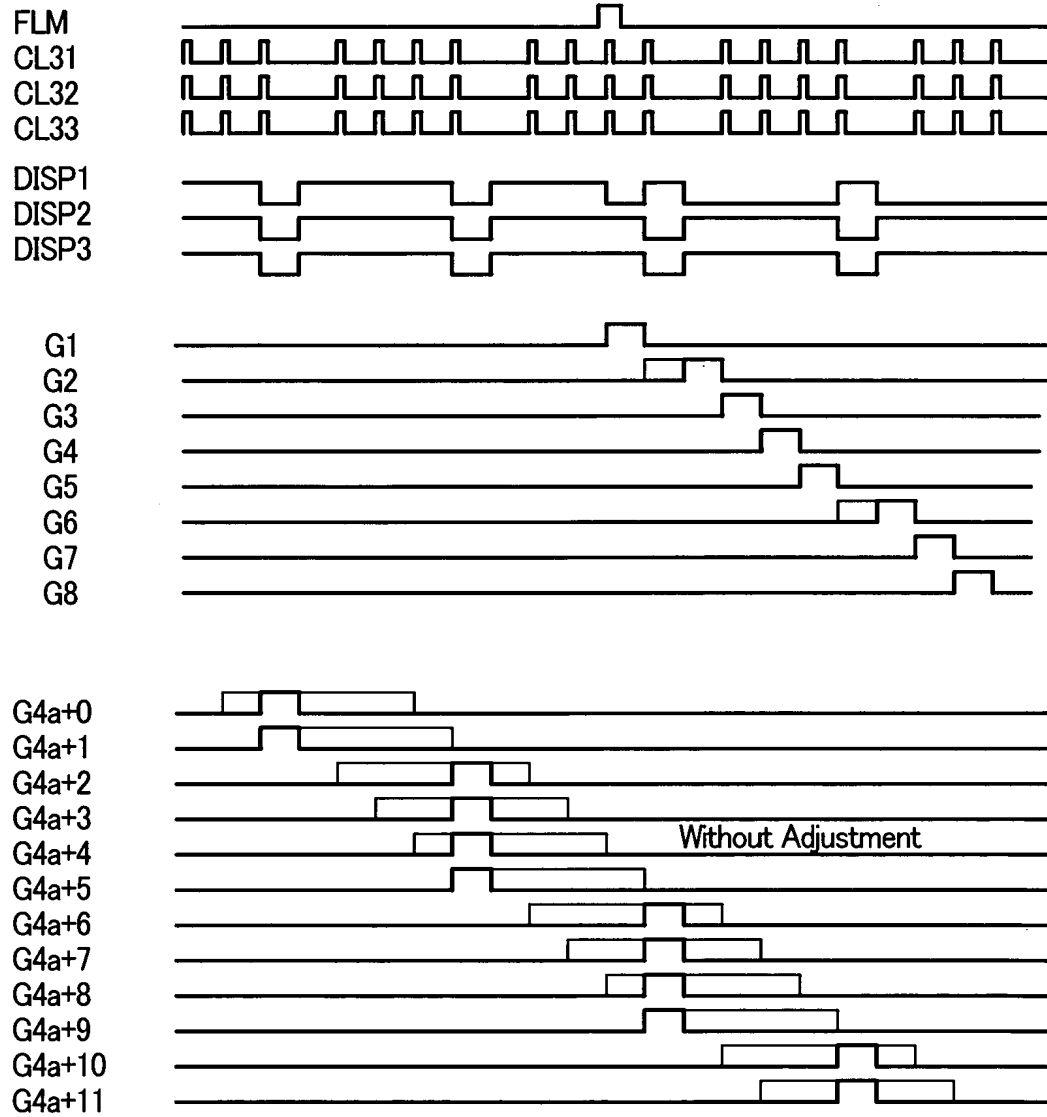 FLM
CL31
CL32
CL33
DISP1
DISP2
DISP3
G1
G2
G3
G4
G5
G6
G7
G8
G4a+0
G4a+1
G4a+2
G4a+3
Without Adjustment
G4a+4
G4a+5
G4a+6
G4a+7
G4a+8
G4a+9
G4a+10
G4a+11